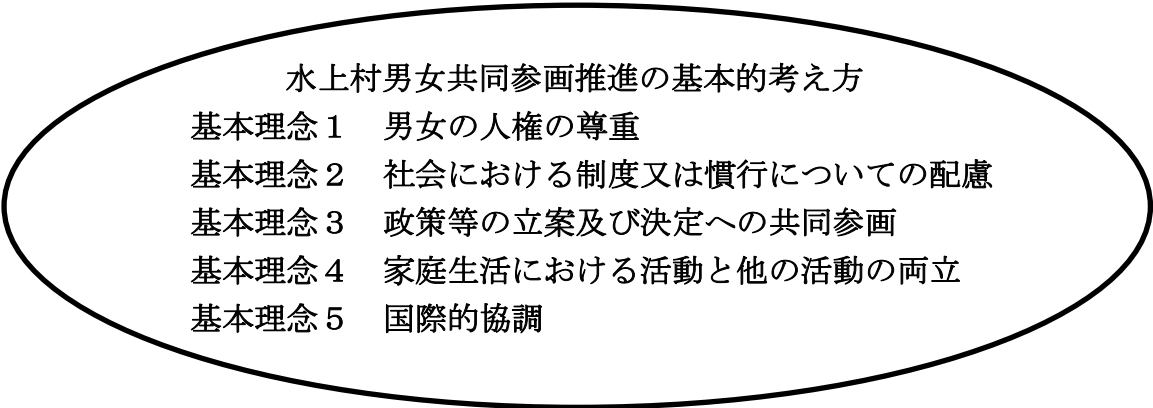 水上村男女共同参画推進の基本的考え方
基本理念１　男女の人権の尊重
基本理念２　社会における制度又は慣行についての配慮
基本理念３　政策等の立案及び決定への共同参画
基本理念４　家庭生活における活動と他の活動の両立
基本理念５　国際的協調